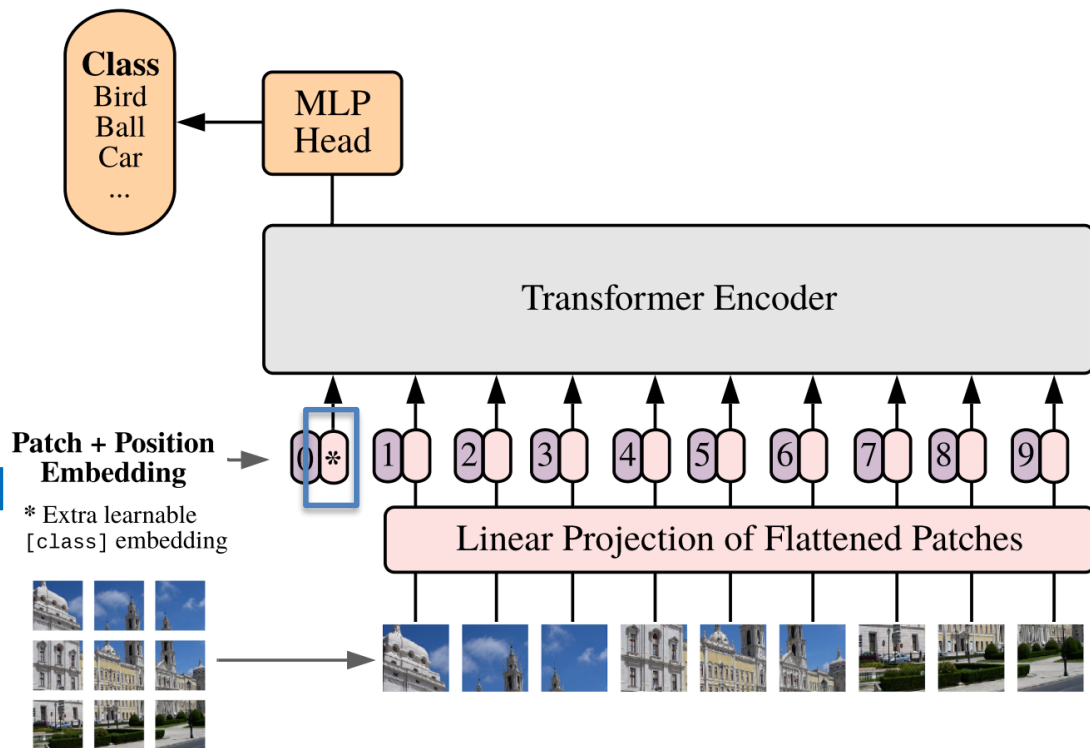 Class
Bird
Ball
Car
...
MLP
Head
Transformer Encoder
Patch + Position
Embedding
* Extra learnable
[class] embedding
0 * 1 2 3 4 5 6 7 8 9
Linear Projection of Flattened Patches